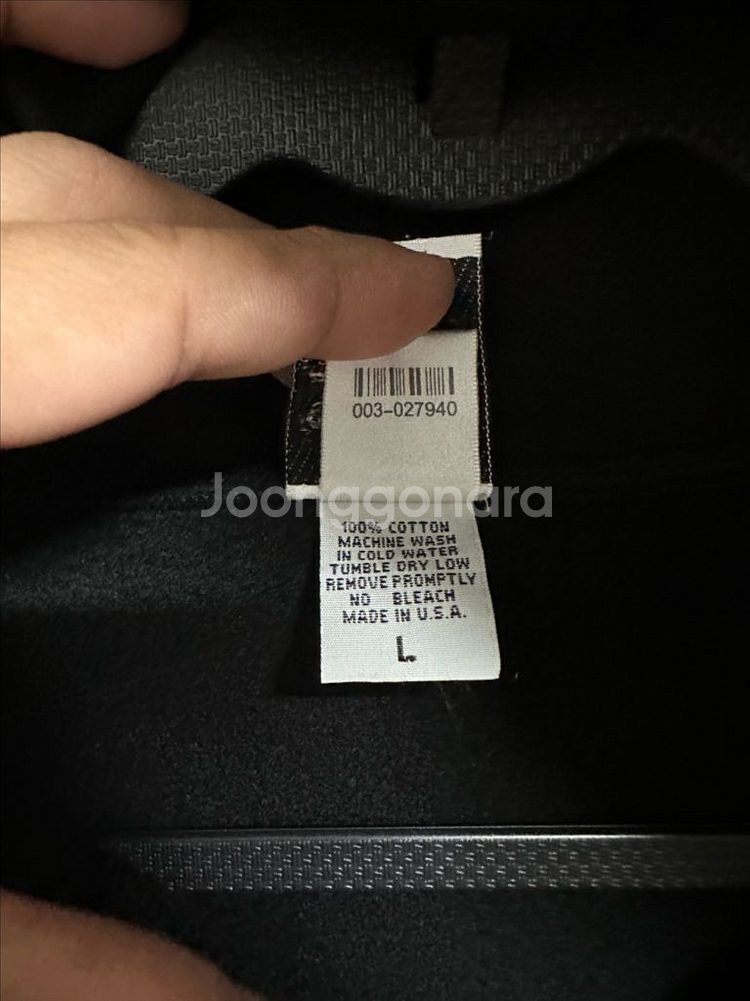 003-027940
Joonggonara
100% COTTON
MACHINE WASH
IN COLD WATER
TUMBLE DRY LOW
REMOVE PROMPTLY
NO BLEACH
MADE IN U.S.A.
L